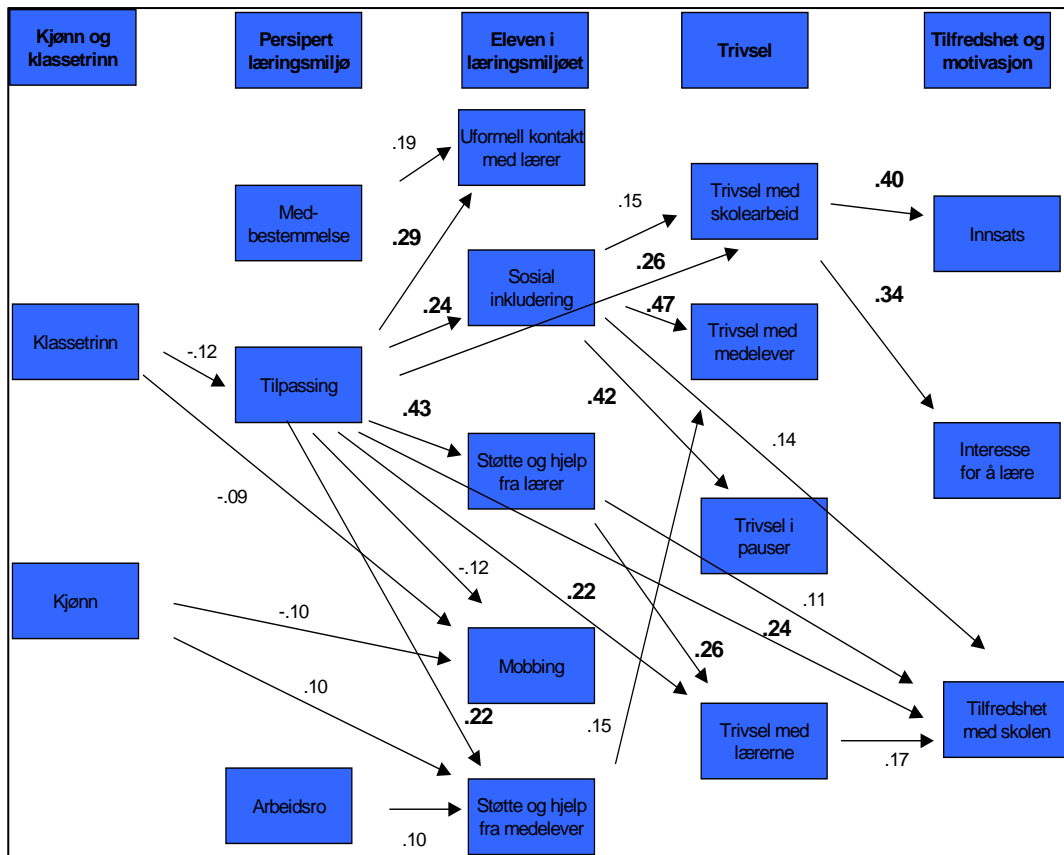 Kjønn og
klassetrinn
Persipert
læringsmiljø
Eleven i
læringsmiljøet
Trivsel
Tilfredshet og
motivasjon
Uformell kontakt
med lærer
.19
Med-
bestemmelse
.29
.15
Trivsel med
skolearbeid
.40
Innsats
.24
Sosial
inkludering
.26
.47
.34
Klassetrinn
-.12
Tilpassing
Trivsel med
medelever
.43
.42
.14
Støtte og hjelp
fra lærer
Interesse
for å lære
-.09
Trivsel i
pauser
-.12
.22
.11
Kjønn
-.10
.24
Mobbing
.26
.10
.22
.15
Trivsel med
lærerne
.17
Tilfredshet
med skolen
Arbeidsro
.10
Støtte og hjelp
fra medelever